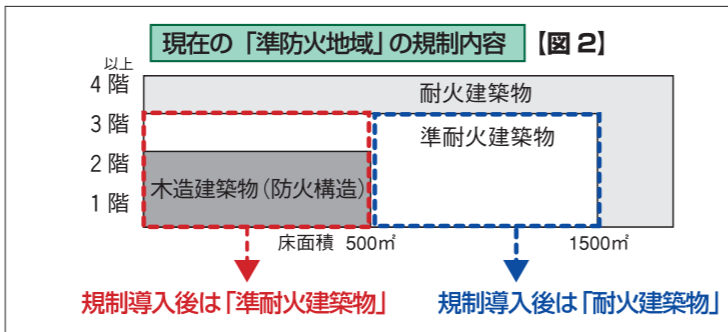 現在の「準防火地域」の規制内容 【図2】
以上
4階
耐火建築物
3階
準耐火建築物
2階
木造建築物(防火構造)
1階
床面積 500㎡ 1500㎡
規制導入後は「準耐火建築物」 規制導入後は「耐火建築物」